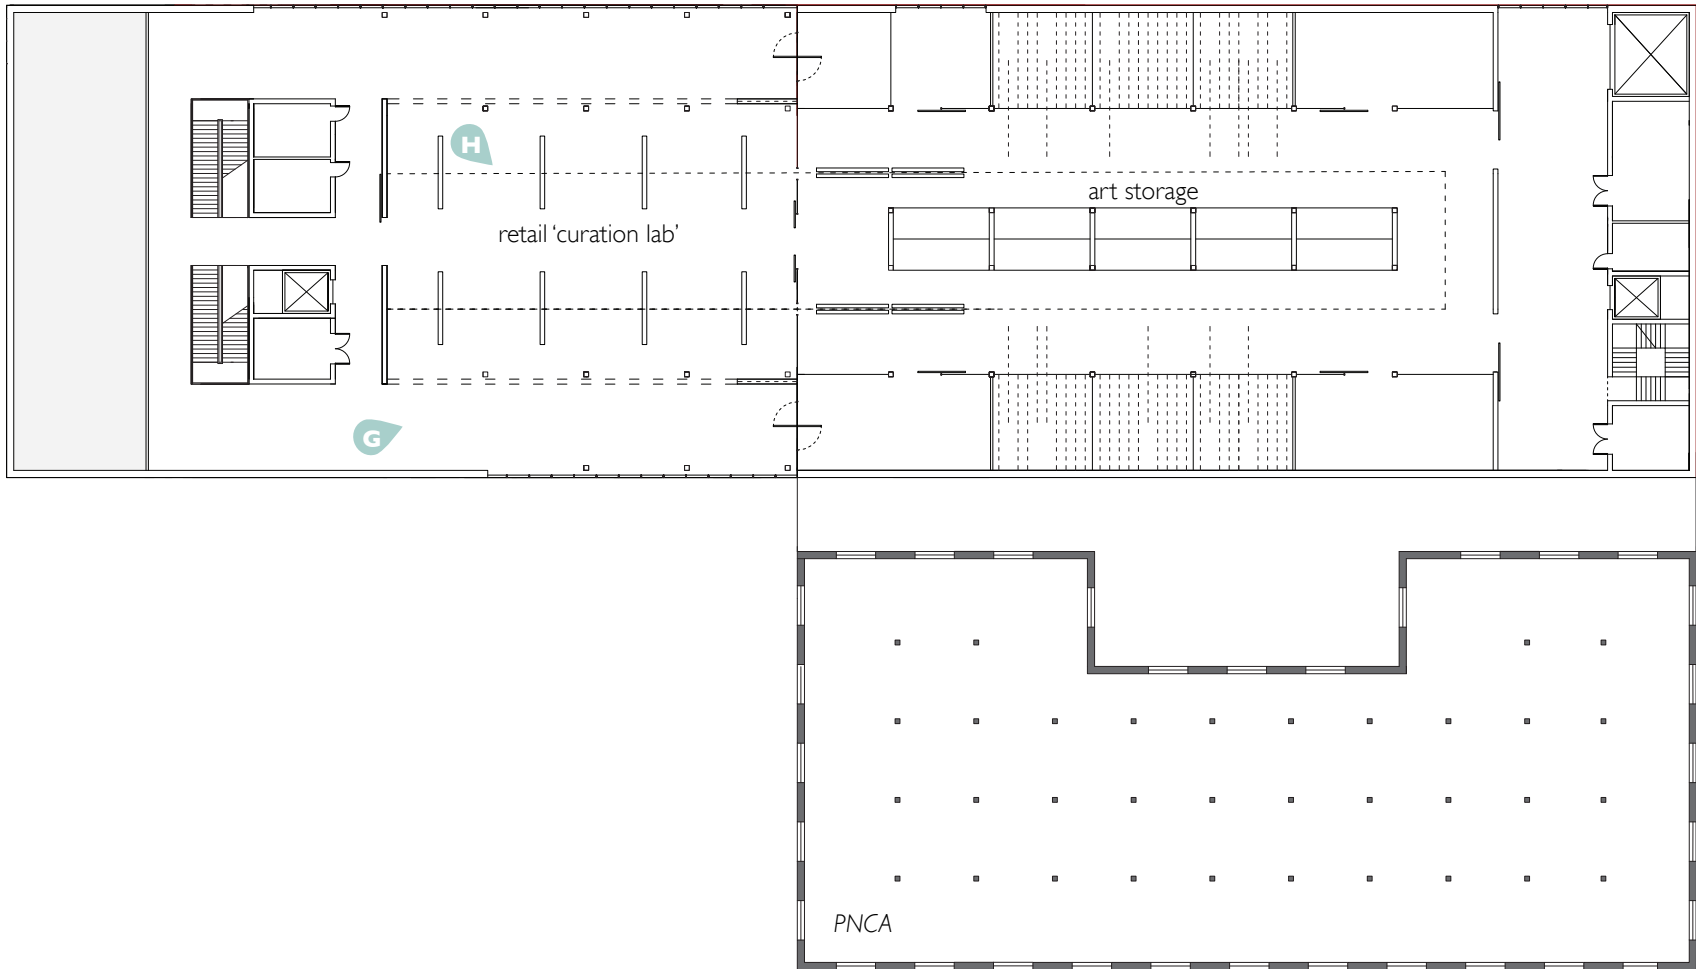 H
art storage
retail ‘curation lab’
G
PNCA